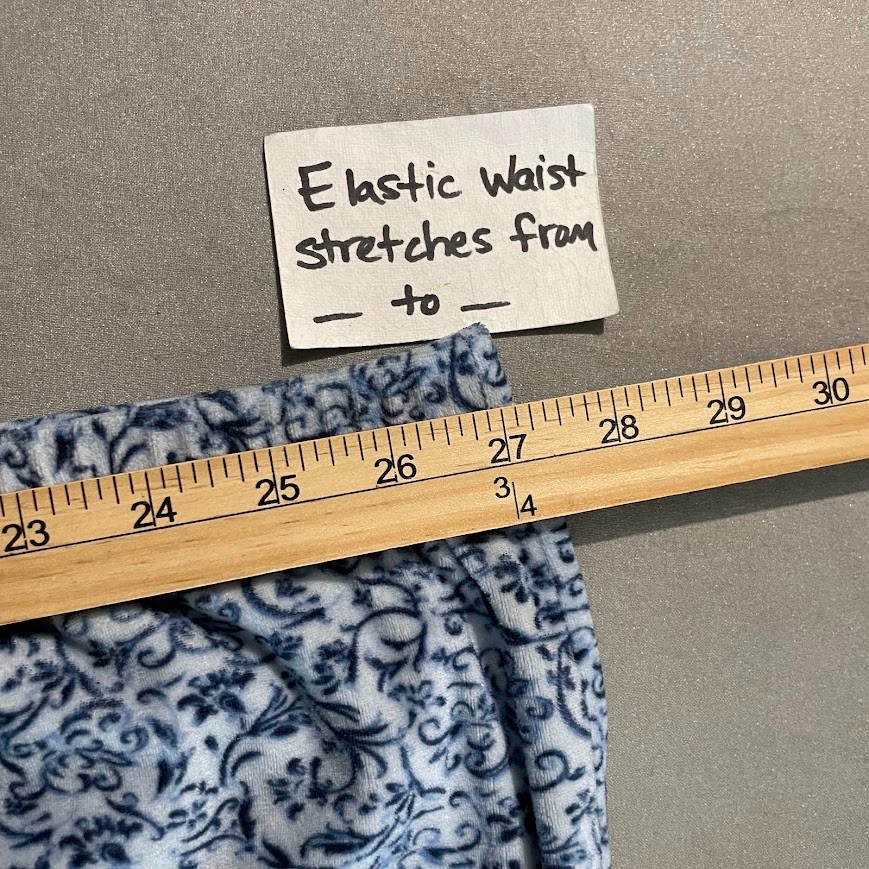 Elastic Waist
stretches from
— to —
23 24 25 26 27 28 29 30
3|4